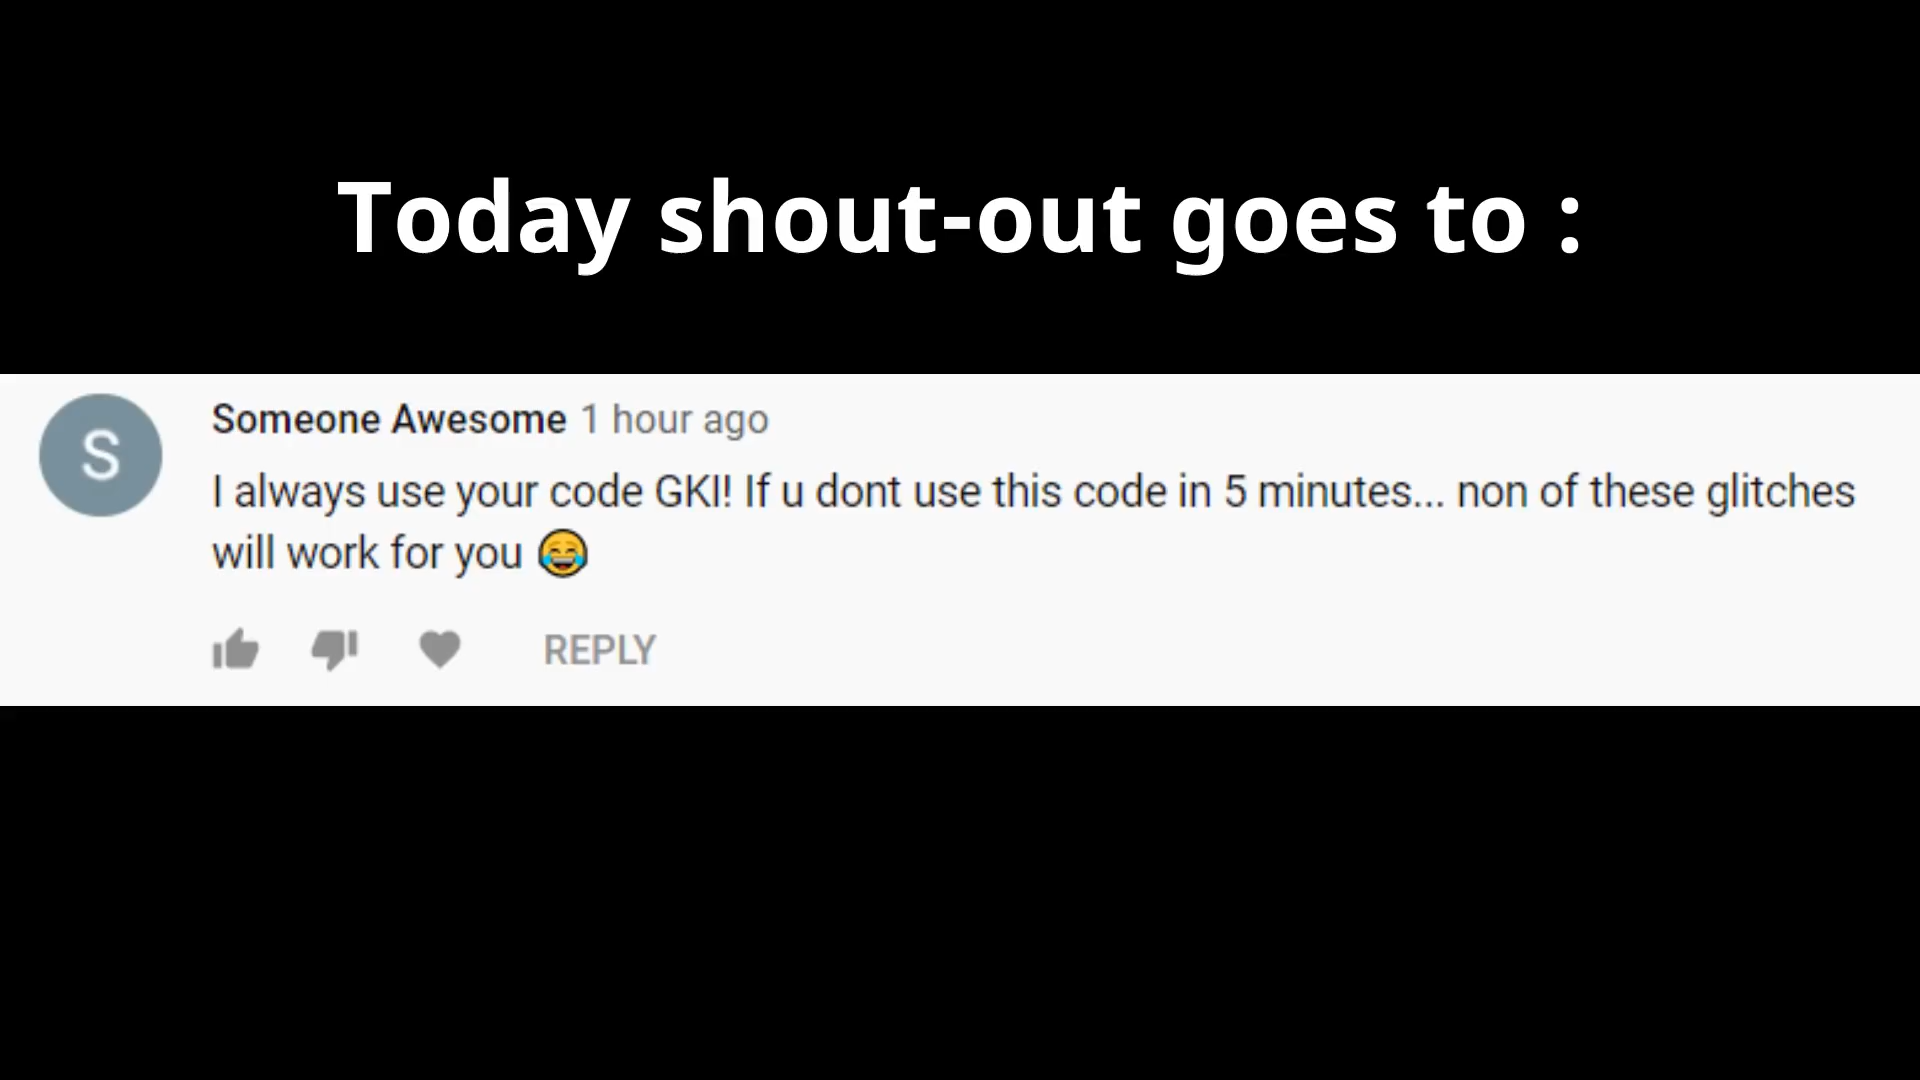 Today shout-out goes to :
S
Someone Awesome 1 hour ago
I always use your code GKI! If u dont use this code in 5 minutes... non of these glitches
will work for you 😂
REPLY